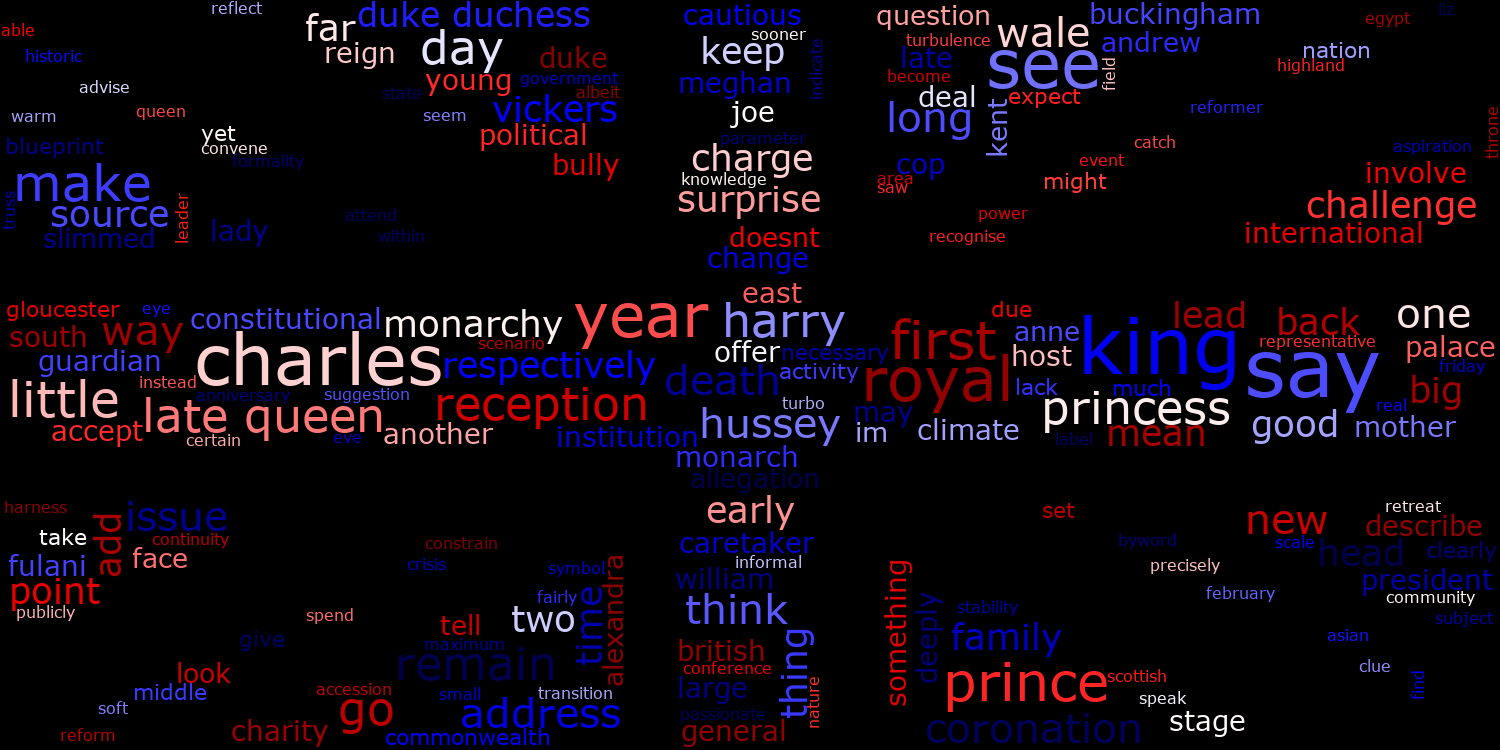 reflect
able
far
duke duchess
reign
day
historic
duke
young
government
state
albeit
advise
queen
seem
vickers
warm
yet
convene
political
blueprint
formality
bully
make
source
truss
slimmed
leader
lady
attend
within
cautious
sooner
keep
meghan
indicate
joe
parameter
charge
knowledge
surprise
doesnt
change
question
wale
buckingham
egypt
liz
turbulence
late
andrew
nation
become
see
field
highland
deal
expect
long
kent
reformer
throne
catch
aspiration
cop
event
area
saw
might
involve
power
challenge
recognise
international
east
gloucester
eye
constitutional
monarchy
year
harry
due
first
anne
king
lead
back
one
south
way
scenario
offer
necessary
host
representative
palace
guardian
charles
respectively
activity
royal
say
friday
instead
death
lack
much
big
little
anniversary
suggestion
reception
turbo
may
princess
real
late queen
hussey
accept
certain
eve
another
institution
im
climate
label
mean
good
mother
monarch
allegation
harness
issue
early
set
new
retreat
take
add
continuity
constrain
caretaker
byword
scale
describe
fulani
face
crisis
symbol
informal
precisely
head
clearly
point
william
president
publicly
fairly
alexandra
think
something
february
community
spend
time
two
deeply
stability
subject
tell
give
maximum
british
thing
family
asian
look
remain
conference
clue
middle
accession
small
transition
large
prince
scottish
find
soft
go
address
passionate
nature
speak
reform
charity
commonwealth
general
coronation
stage